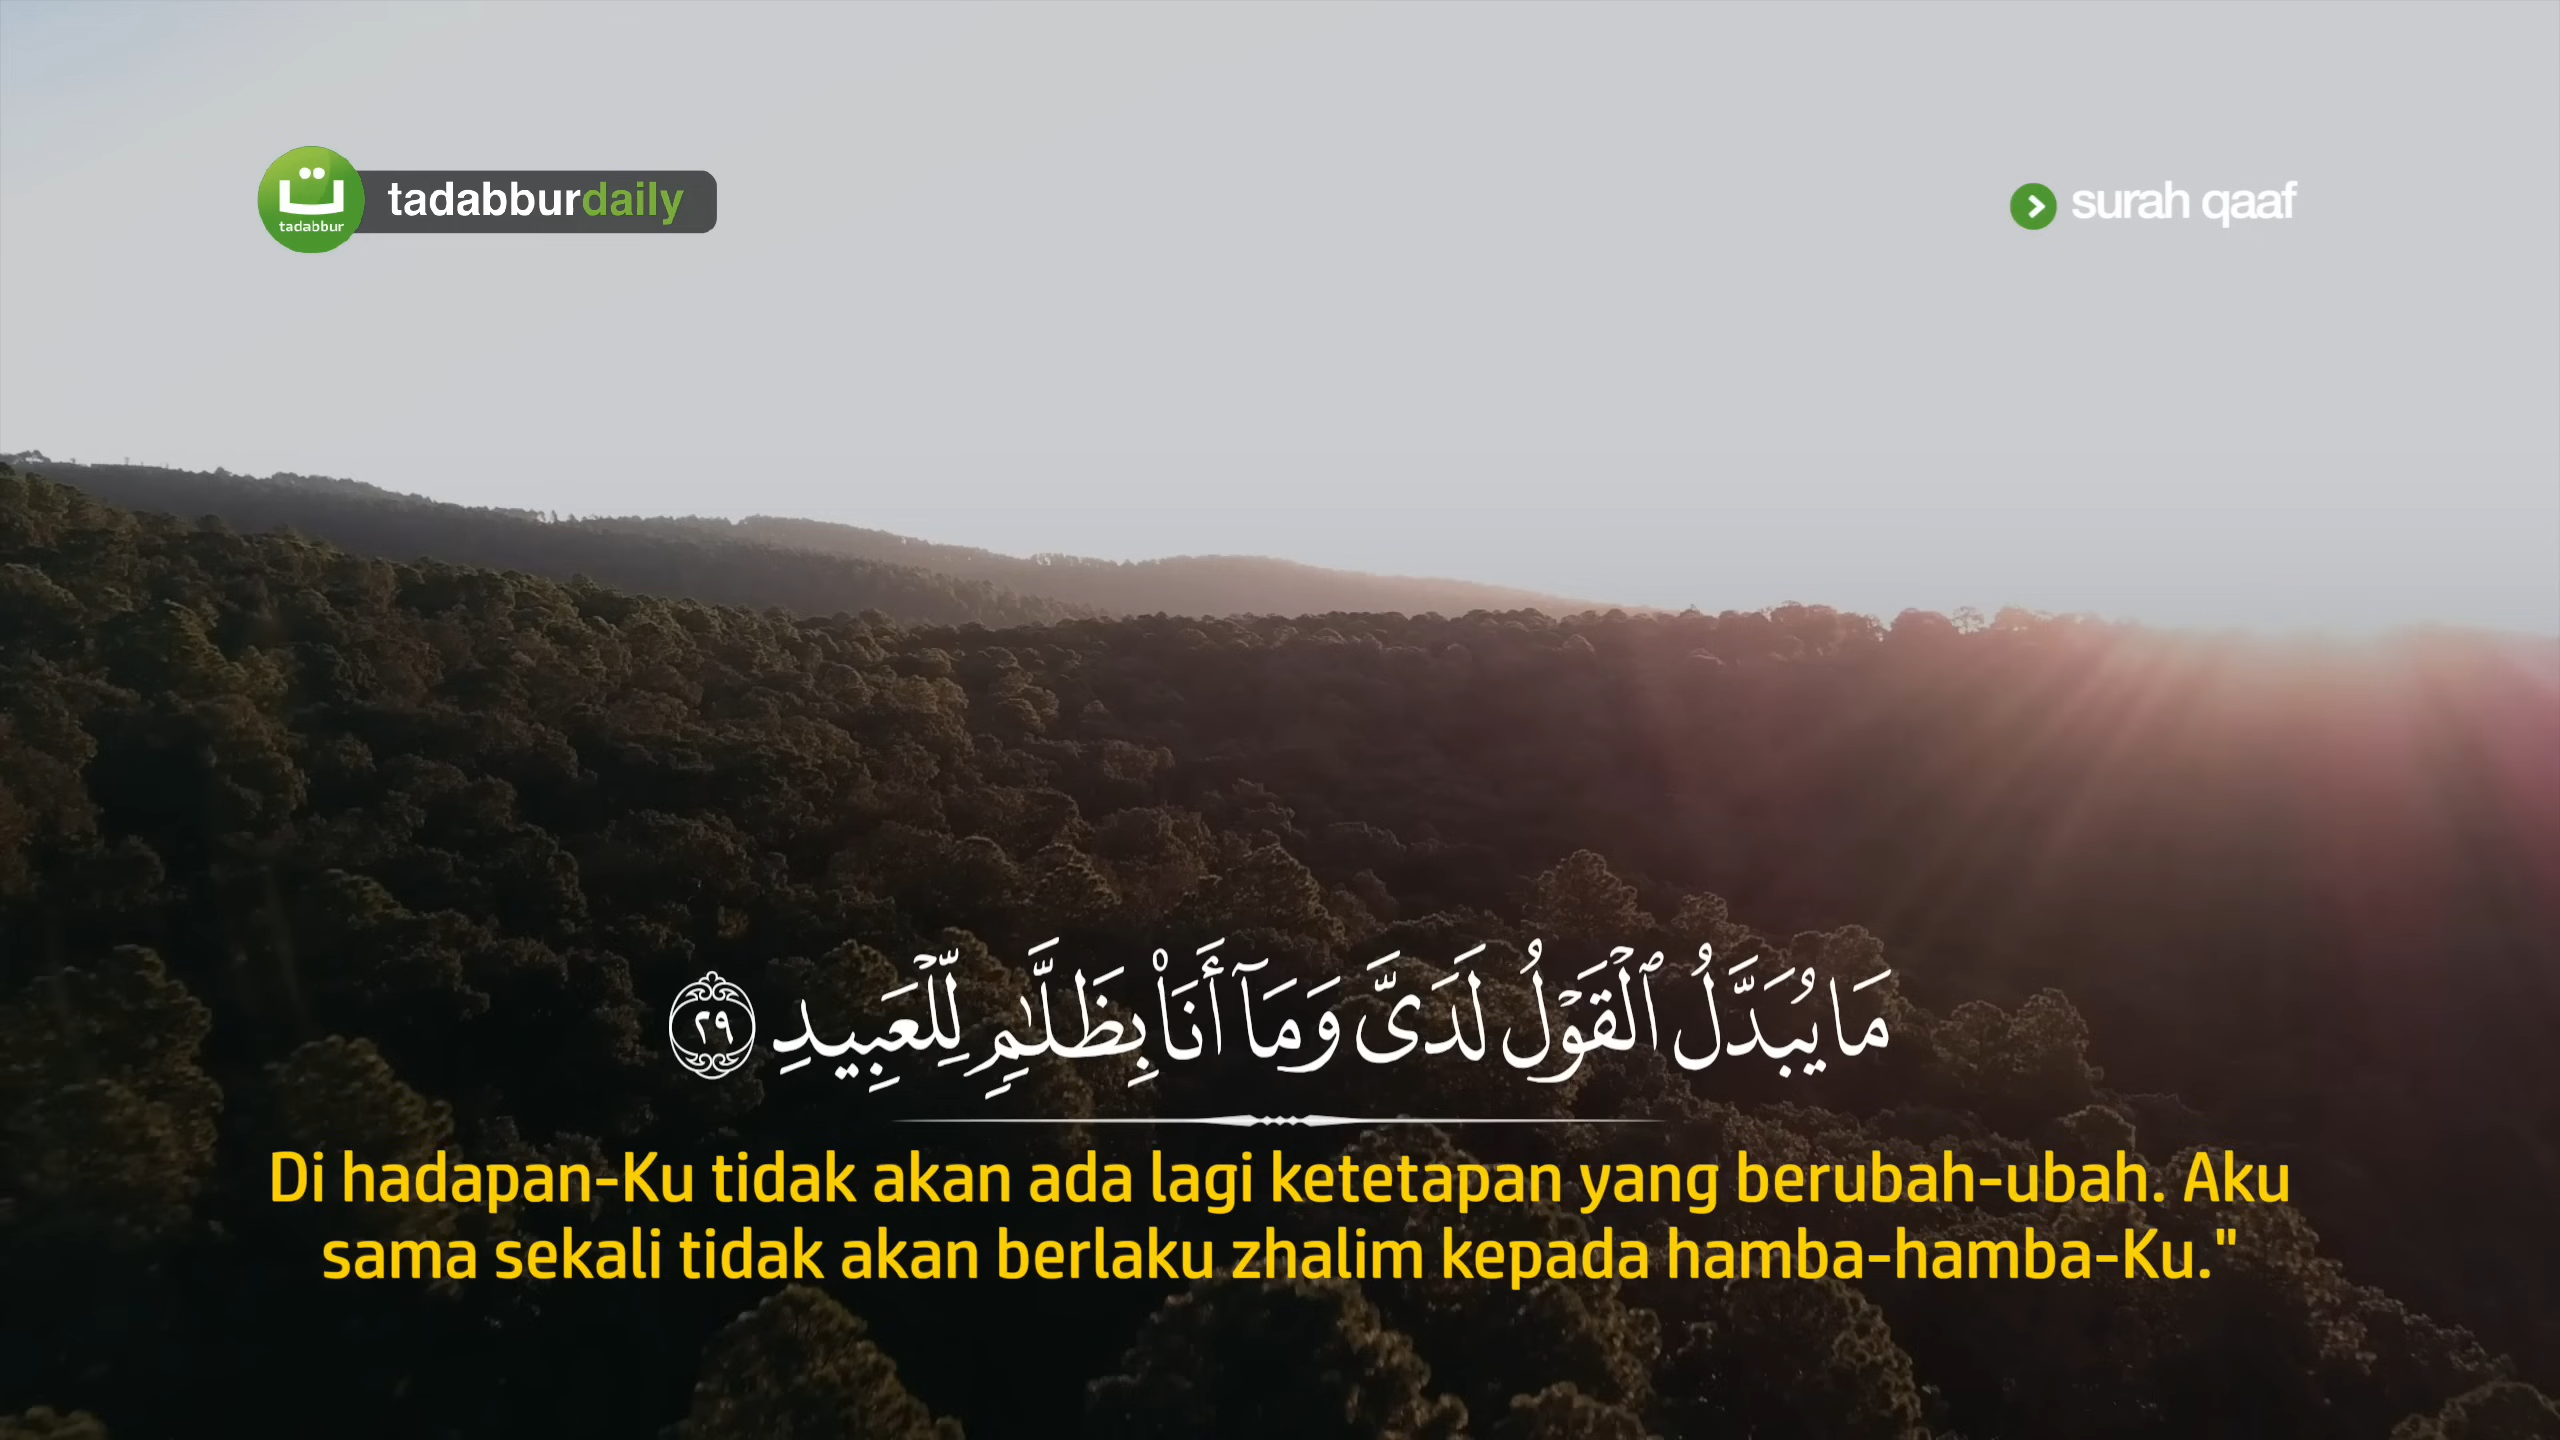 ت
tadabbur
tadabburdaily
surah qaaf
مَا يُبَدَّلُ ٱلْقَوْلُ لَدَىَّ وَمَآ أَنَا۠ بِظَلَّـٰمٍۢ لِّلْعَبِيدِ ٢٩
Di hadapan-Ku tidak akan ada lagi ketetapan yang berubah-ubah. Aku
sama sekali tidak akan berlaku zhalim kepada hamba-hamba-Ku."